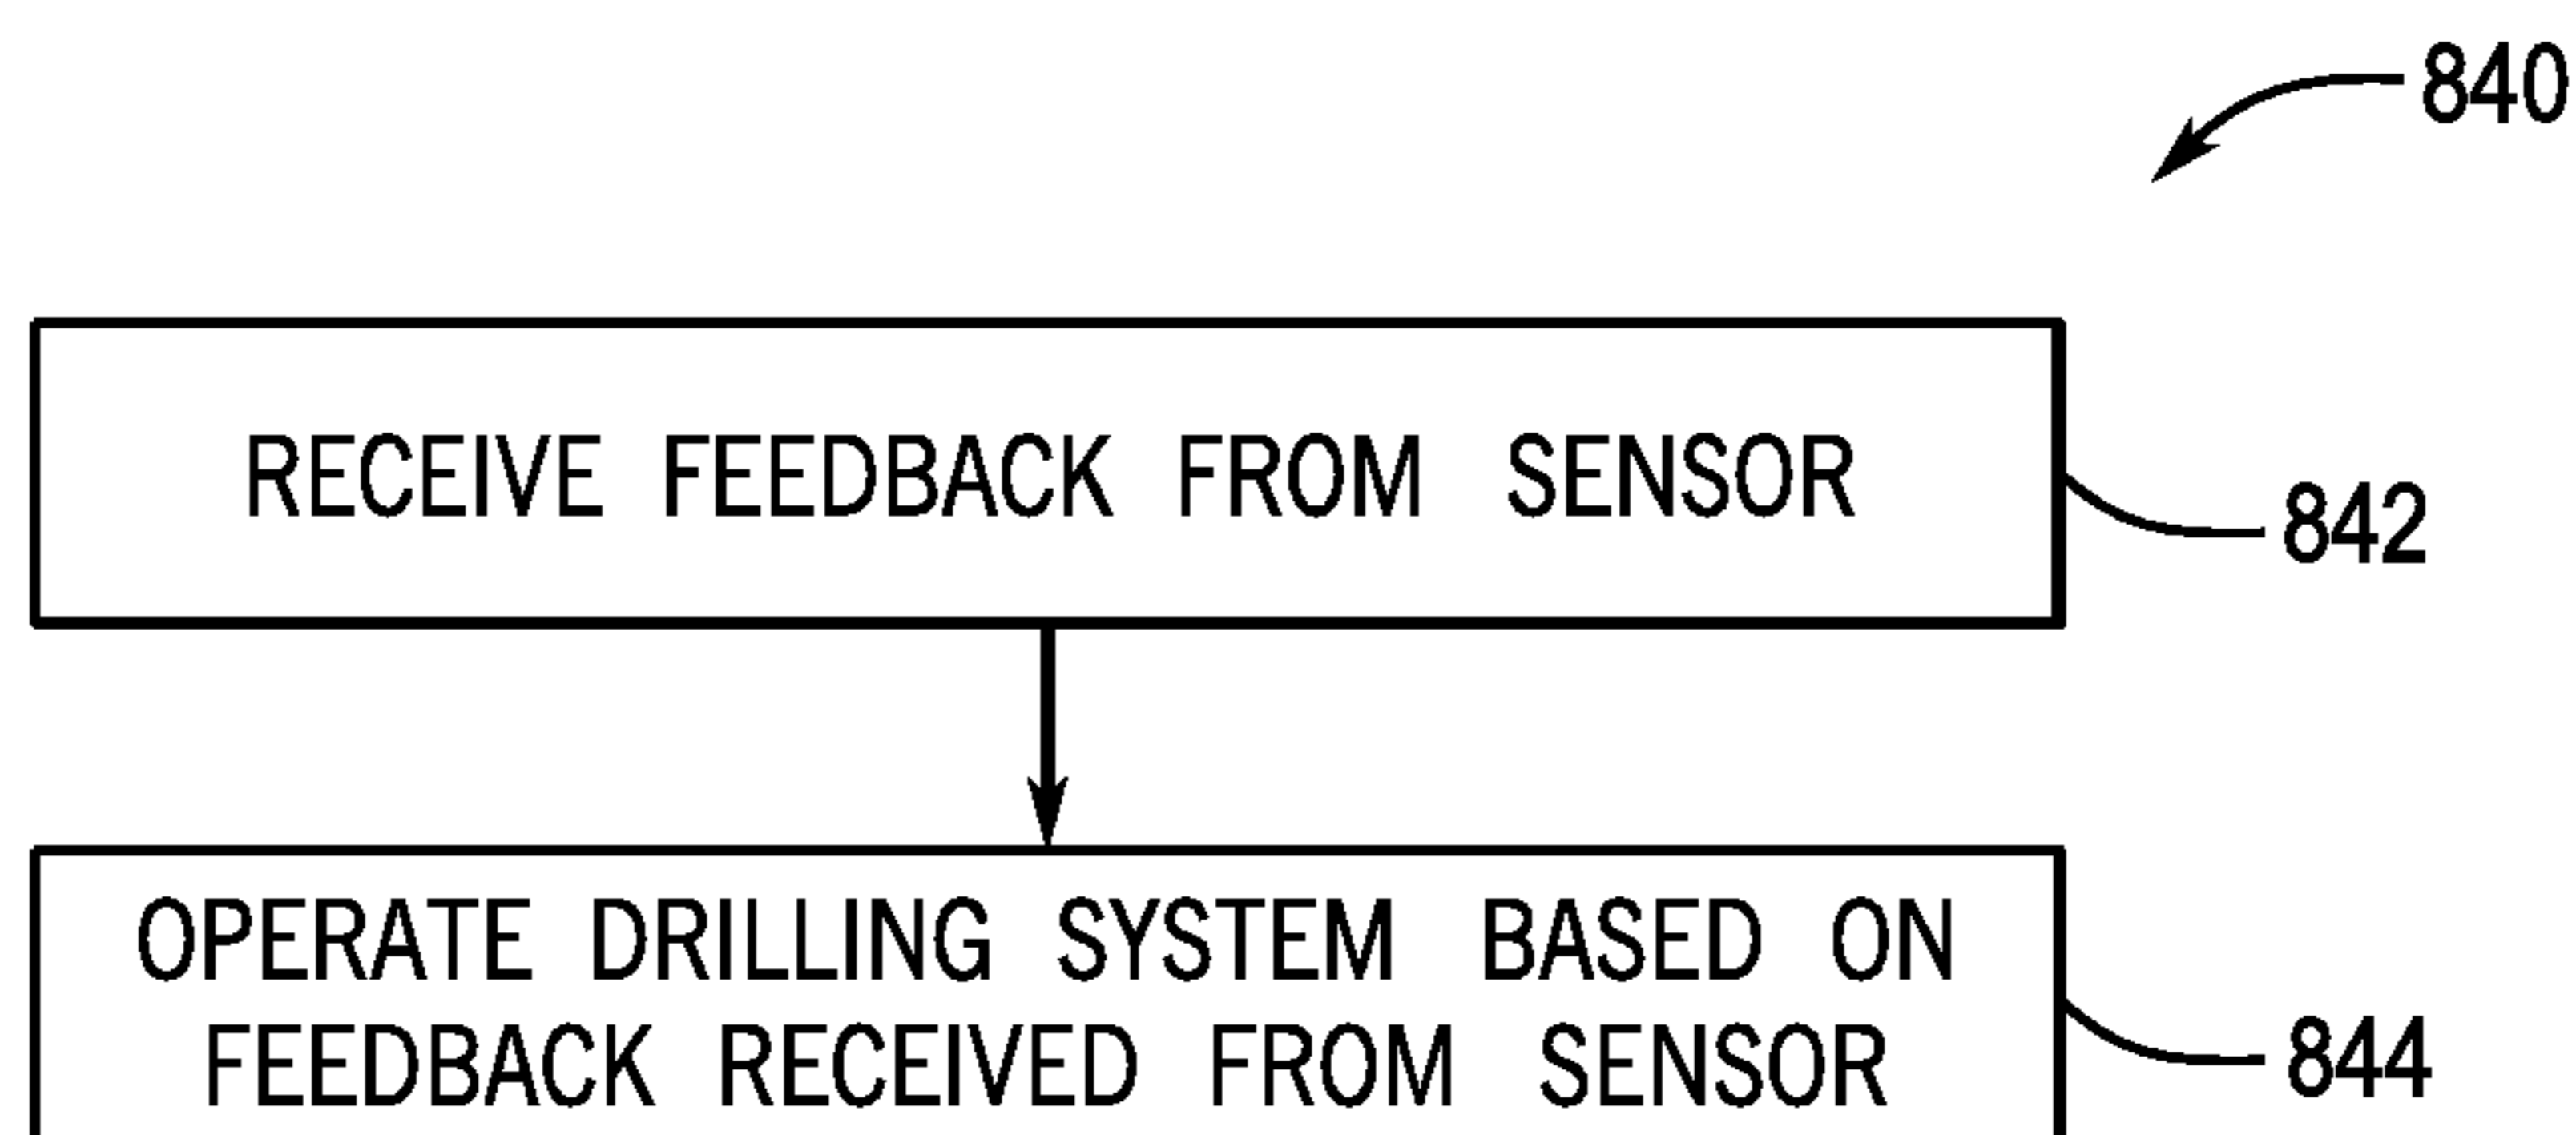 840
RECEIVE FEEDBACK FROM SENSOR
842
OPERATE DRILLING SYSTEM BASED ON
FEEDBACK RECEIVED FROM SENSOR
844